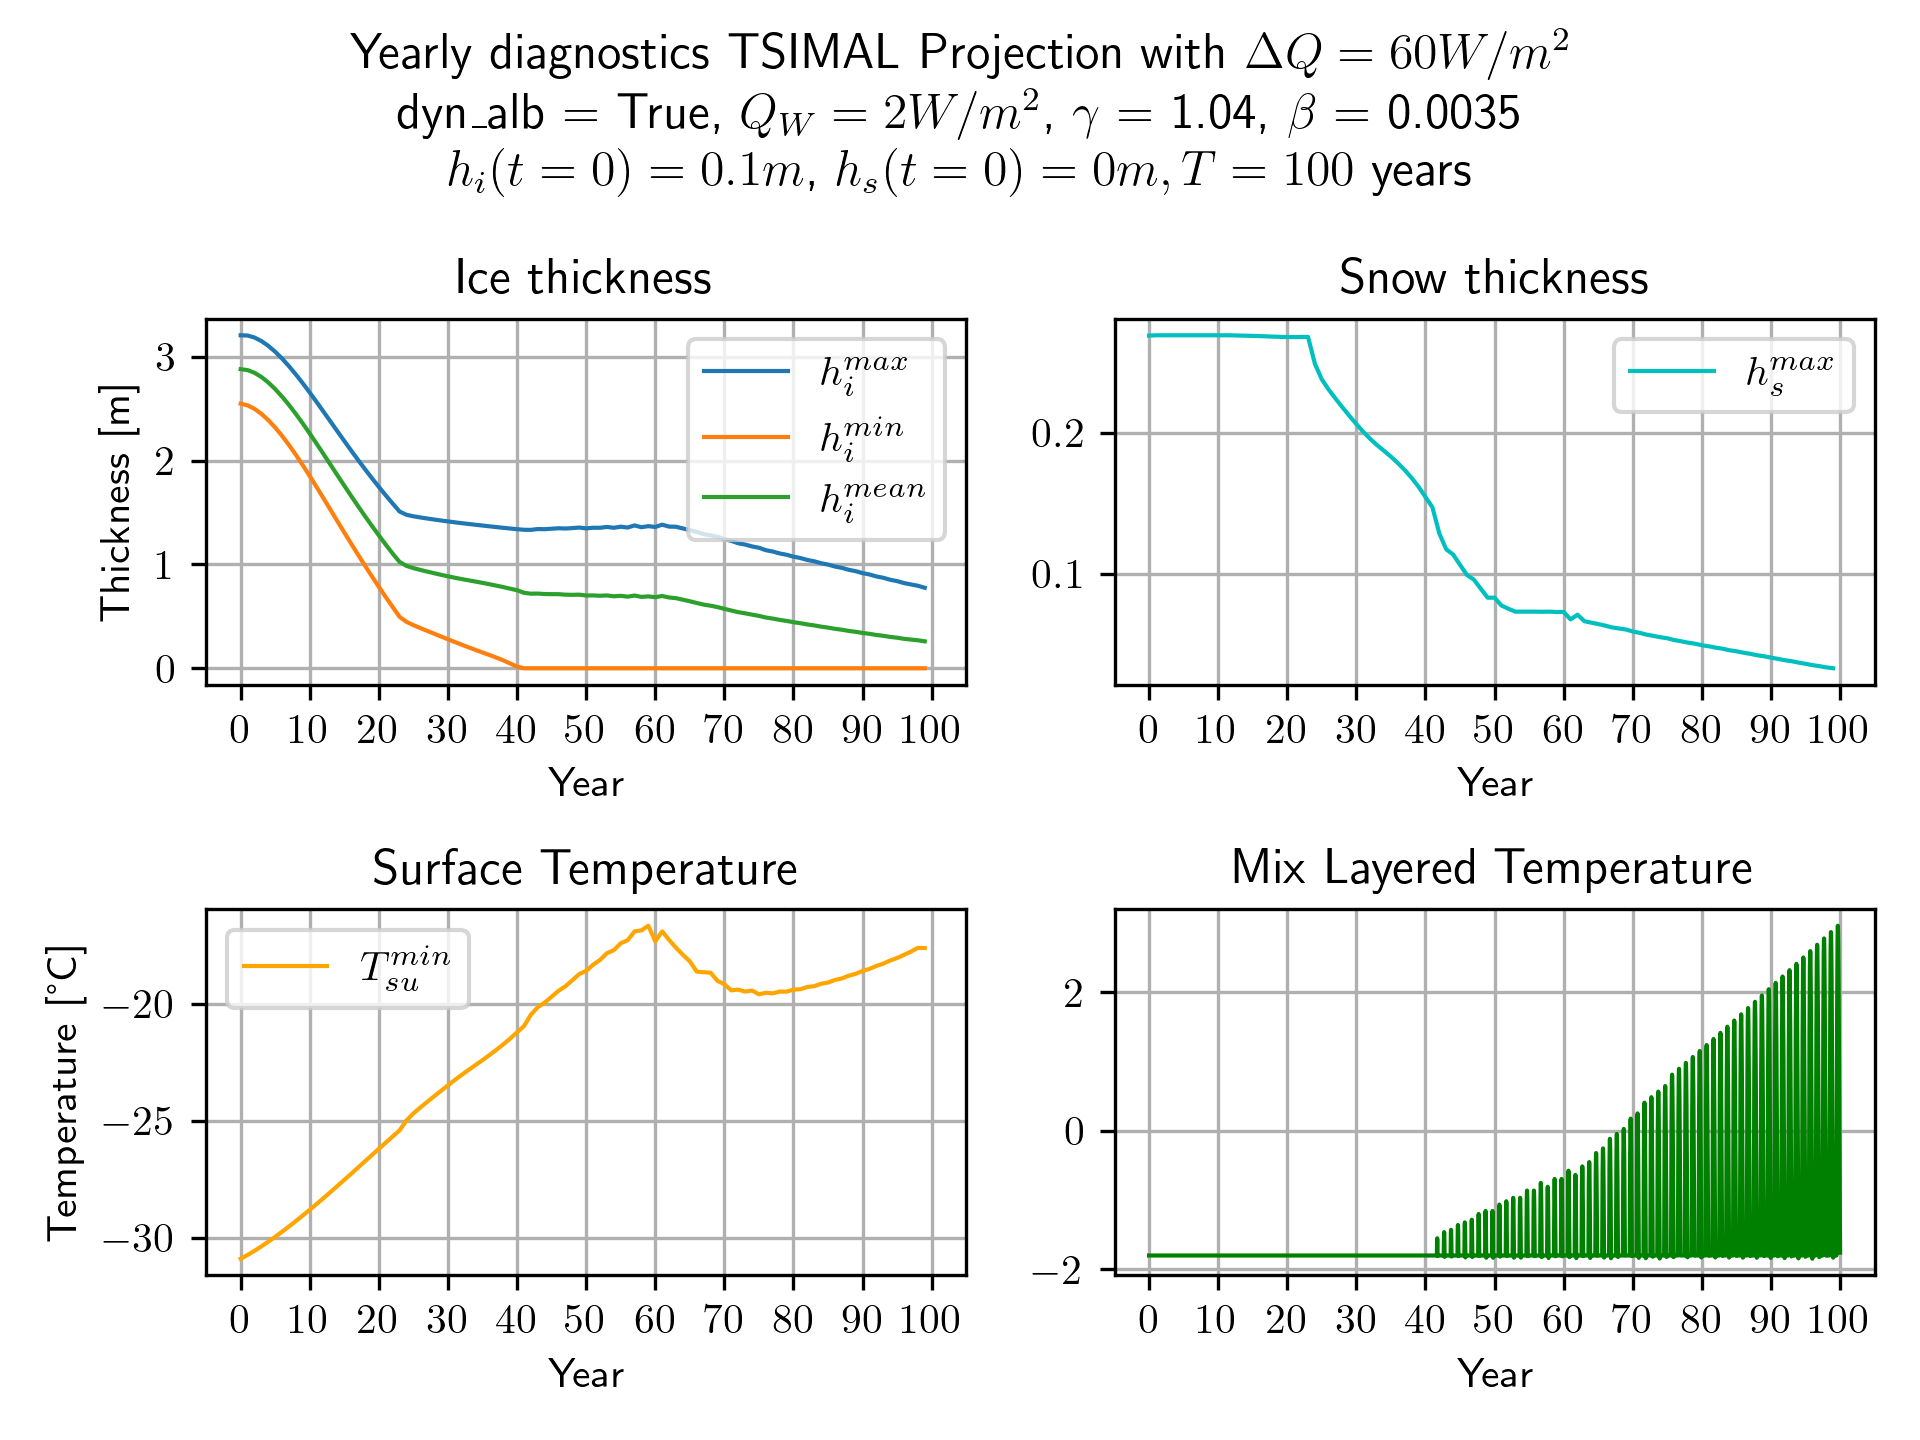 Yearly diagnostics TSIMAL Projection with ΔQ = 60W/m²
dyn_alb = True, Q_W = 2W/m², γ = 1.04, β = 0.0035
h_i(t = 0) = 0.1m, h_s(t = 0) = 0m, T = 100 years
Ice thickness
Thickness [m]
3
2
1
0
h_i^{max}
h_i^{min}
h_i^{mean}
0 10 20 30 40 50 60 70 80 90 100
Year
Snow thickness
0.2
0.1
h_s^{max}
0 10 20 30 40 50 60 70 80 90 100
Year
Surface Temperature
Temperature [°C]
−20
−25
−30
T_{su}^{min}
0 10 20 30 40 50 60 70 80 90 100
Year
Mix Layered Temperature
2
0
−2
0 10 20 30 40 50 60 70 80 90 100
Year